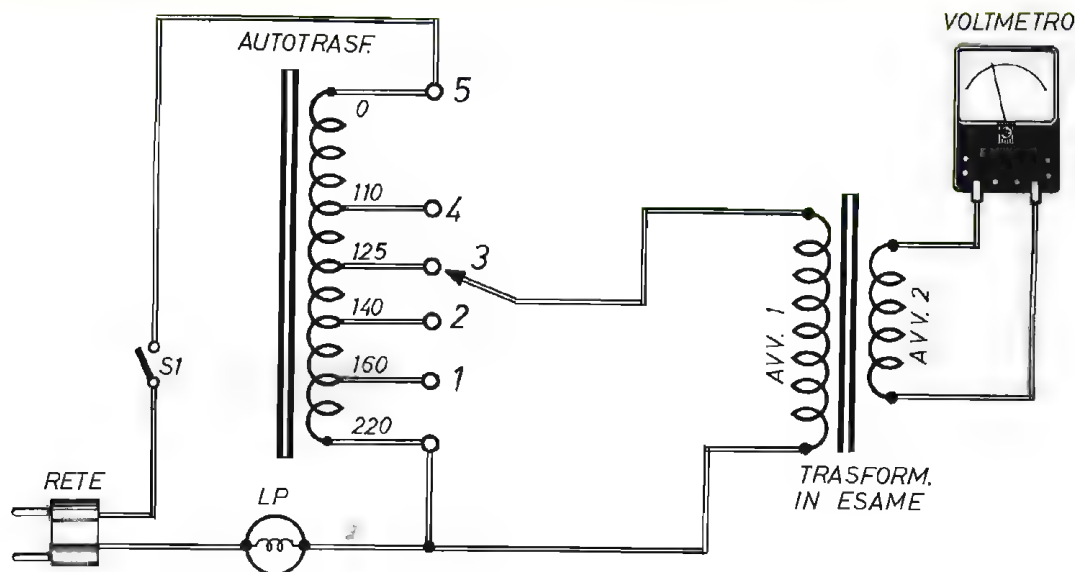 VOLTMETRO
AUTOTRASF.
0
5
110
4
125
3
140
2
160
1
220
S1
AVV. 1
AVV. 2
RETE
LP
TRASFORM.
IN ESAME